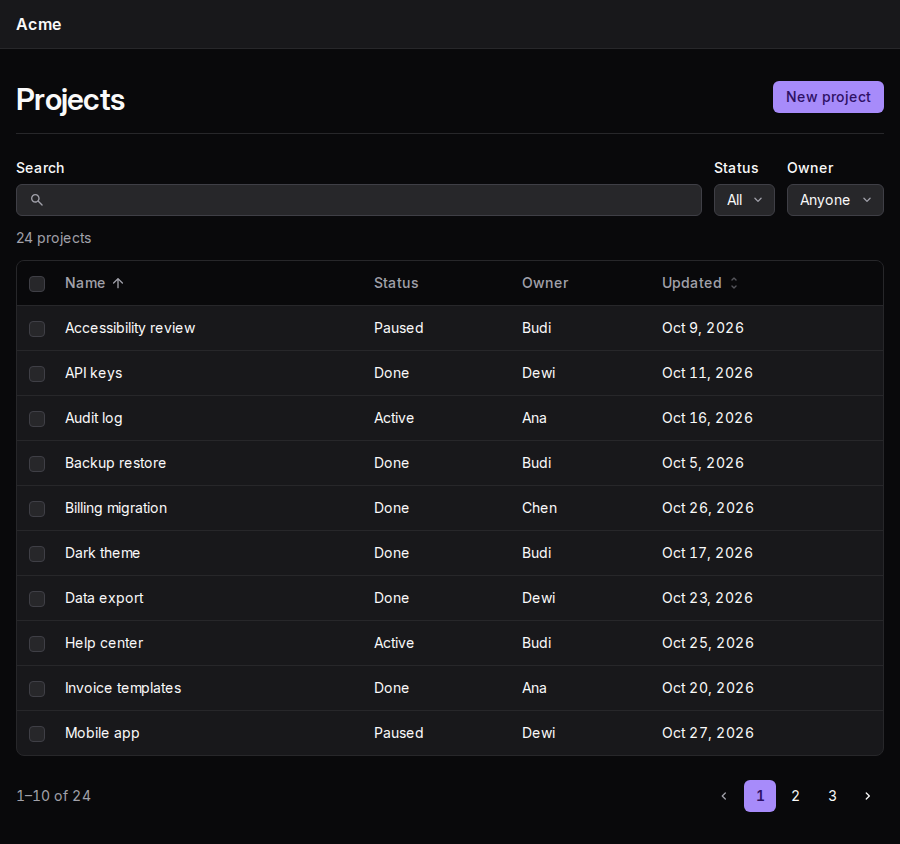 Acme
Projects
New project
Search Status Owner
All Anyone
24 projects
Name Status Owner Updated
Accessibility review Paused Budi Oct 9, 2026
API keys Done Dewi Oct 11, 2026
Audit log Active Ana Oct 16, 2026
Backup restore Done Budi Oct 5, 2026
Billing migration Done Chen Oct 26, 2026
Dark theme Done Budi Oct 17, 2026
Data export Done Dewi Oct 23, 2026
Help center Active Budi Oct 25, 2026
Invoice templates Done Ana Oct 20, 2026
Mobile app Paused Dewi Oct 27, 2026
1–10 of 24 1 2 3